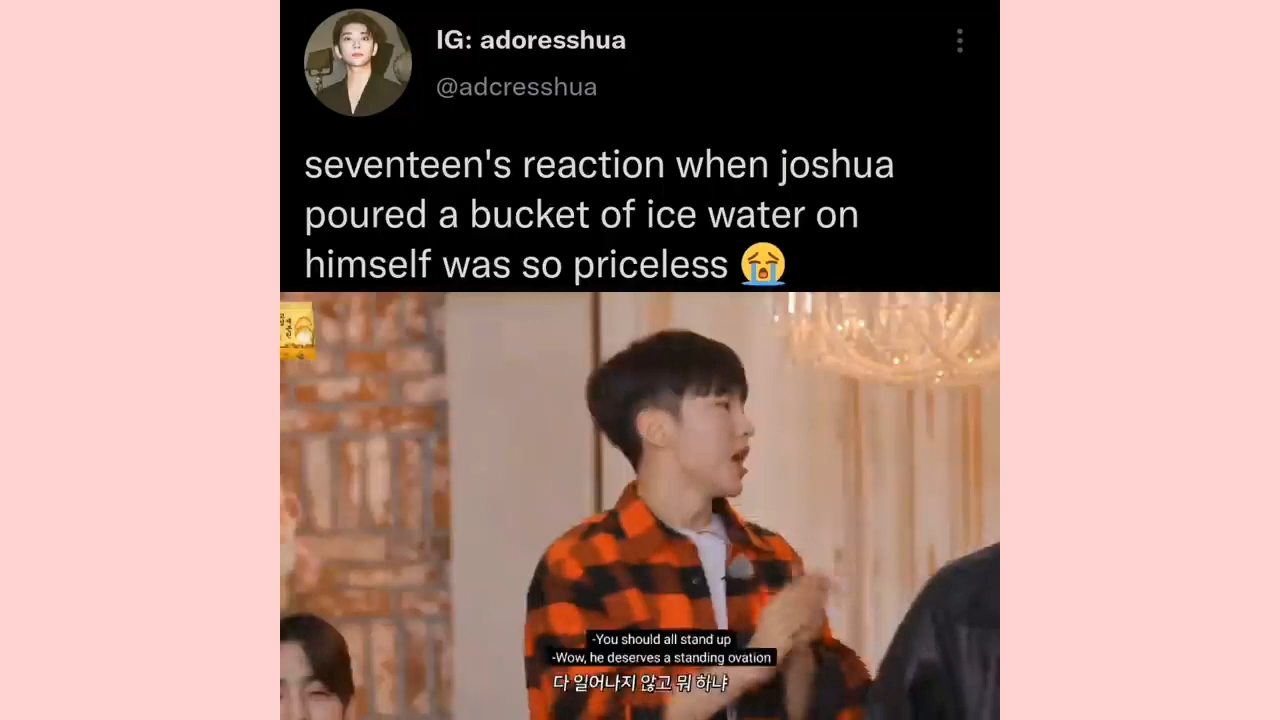 IG: adoresshua
@adcresshua
seventeen's reaction when joshua
poured a bucket of ice water on
himself was so priceless 😭
-You should all stand up
-Wow, he deserves a standing ovation
다 일어나지 않고 뭐 하냐